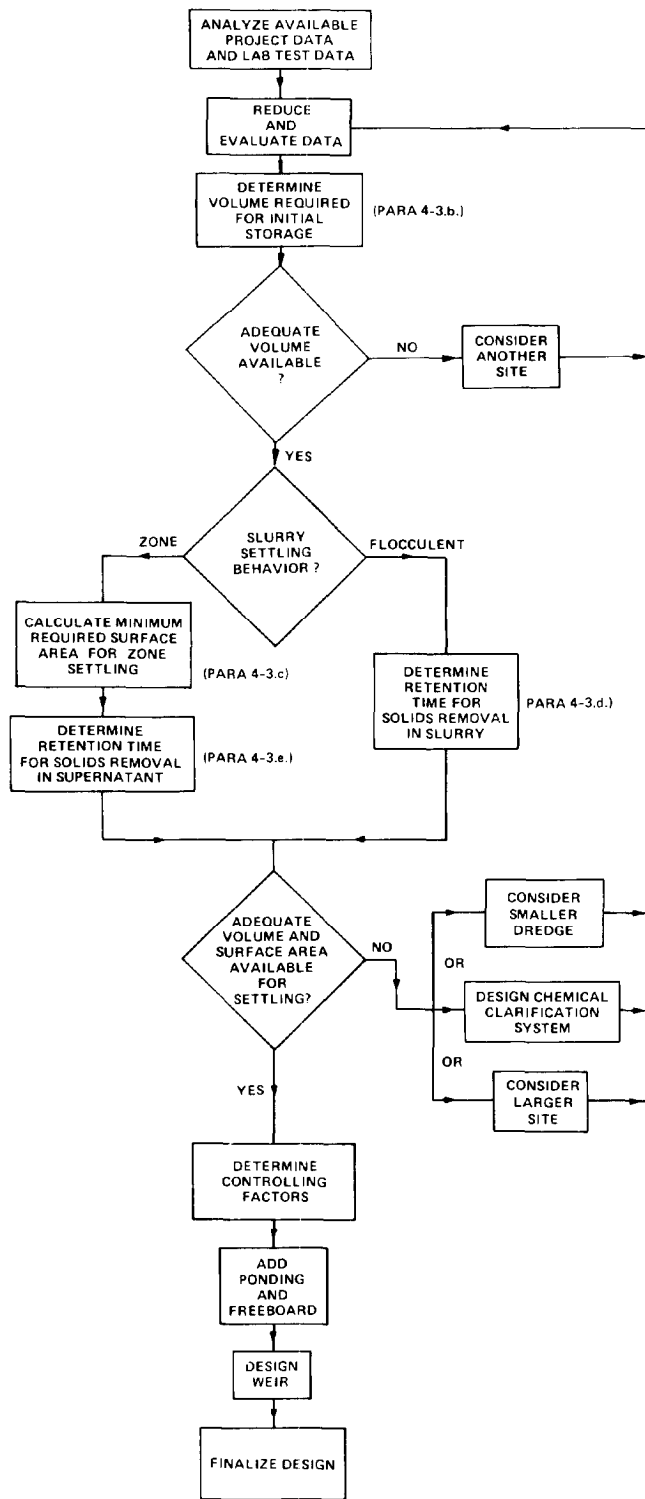 ANALYZE AVAILABLE
PROJECT DATA
AND LAB TEST DATA
REDUCE
AND
EVALUATE DATA
DETERMINE
VOLUME REQUIRED
FOR INITIAL
STORAGE
(PARA 4-3.b.)
ADEQUATE
VOLUME
AVAILABLE
?
NO
CONSIDER
ANOTHER
SITE
YES
SLURRY
SETTLING
BEHAVIOR ?
ZONE
FLOCCULENT
CALCULATE MINIMUM
REQUIRED SURFACE
AREA FOR ZONE
SETTLING
(PARA 4-3.c)
DETERMINE
RETENTION TIME
FOR SOLIDS REMOVAL
IN SUPERNATANT
(PARA 4-3.e.)
DETERMINE
RETENTION
TIME FOR
SOLIDS REMOVAL
IN SLURRY
PARA 4-3.d.)
ADEQUATE
VOLUME AND
SURFACE AREA
AVAILABLE
FOR
SETTLING?
NO
CONSIDER
SMALLER
DREDGE
OR
DESIGN CHEMICAL
CLARIFICATION
SYSTEM
OR
CONSIDER
LARGER
SITE
YES
DETERMINE
CONTROLLING
FACTORS
ADD
PONDING
AND
FREEBOARD
DESIGN
WEIR
FINALIZE DESIGN